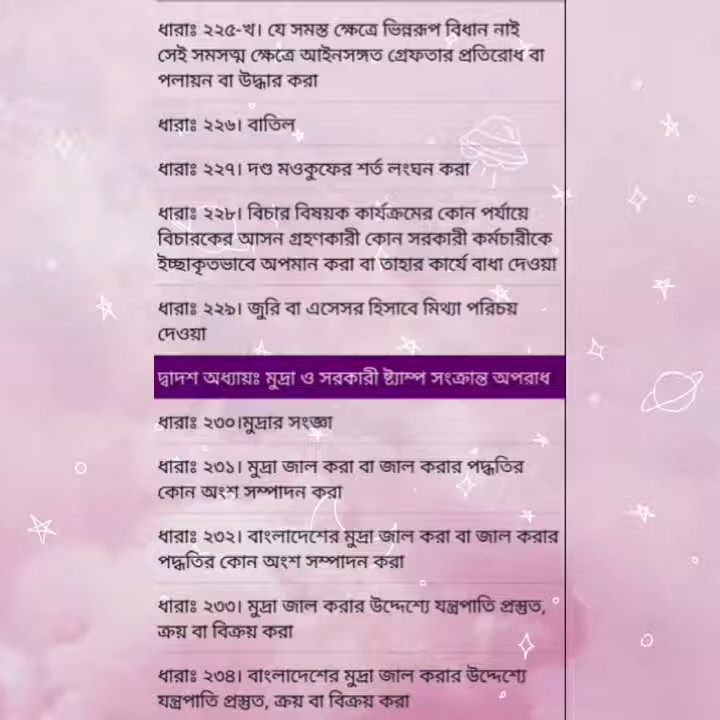 ধারাঃ ২২৫-খ। যে সমস্ত ক্ষেত্রে ভিন্নরূপ বিধান নাই
সেই সমসত্ম ক্ষেত্রে আইনসঙ্গত গ্রেফতার প্রতিরোধ বা
পলায়ন বা উদ্ধার করা
ধারাঃ ২২৬। বাতিল
ধারাঃ ২২৭। দণ্ড মওকুফের শর্ত লংঘন করা
ধারাঃ ২২৮। বিচার বিষয়ক কার্যক্রমের কোন পর্যায়ে
বিচারকের আসন গ্রহণকারী কোন সরকারী কর্মচারীকে
ইচ্ছাকৃতভাবে অপমান করা বা তাহার কার্যে বাধা দেওয়া
ধারাঃ ২২৯। জুরি বা এসেসর হিসাবে মিথ্যা পরিচয়
দেওয়া
দ্বাদশ অধ্যায়ঃ মুদ্রা ও সরকারী ষ্ট্যাম্প সংক্রান্ত অপরাধ
ধারাঃ ২৩০।মুদ্রার সংজ্ঞা
ধারাঃ ২৩১। মুদ্রা জাল করা বা জাল করার পদ্ধতির
কোন অংশ সম্পাদন করা
ধারাঃ ২৩২। বাংলাদেশের মুদ্রা জাল করা বা জাল করার
পদ্ধতির কোন অংশ সম্পাদন করা
ধারাঃ ২৩৩। মুদ্রা জাল করার উদ্দেশ্যে যন্ত্রপাতি প্রস্তুত,
ক্রয় বা বিক্রয় করা
ধারাঃ ২৩৪। বাংলাদেশের মুদ্রা জাল করার উদ্দেশ্যে
যন্ত্রপাতি প্রস্তুত, ক্রয় বা বিক্রয় করা